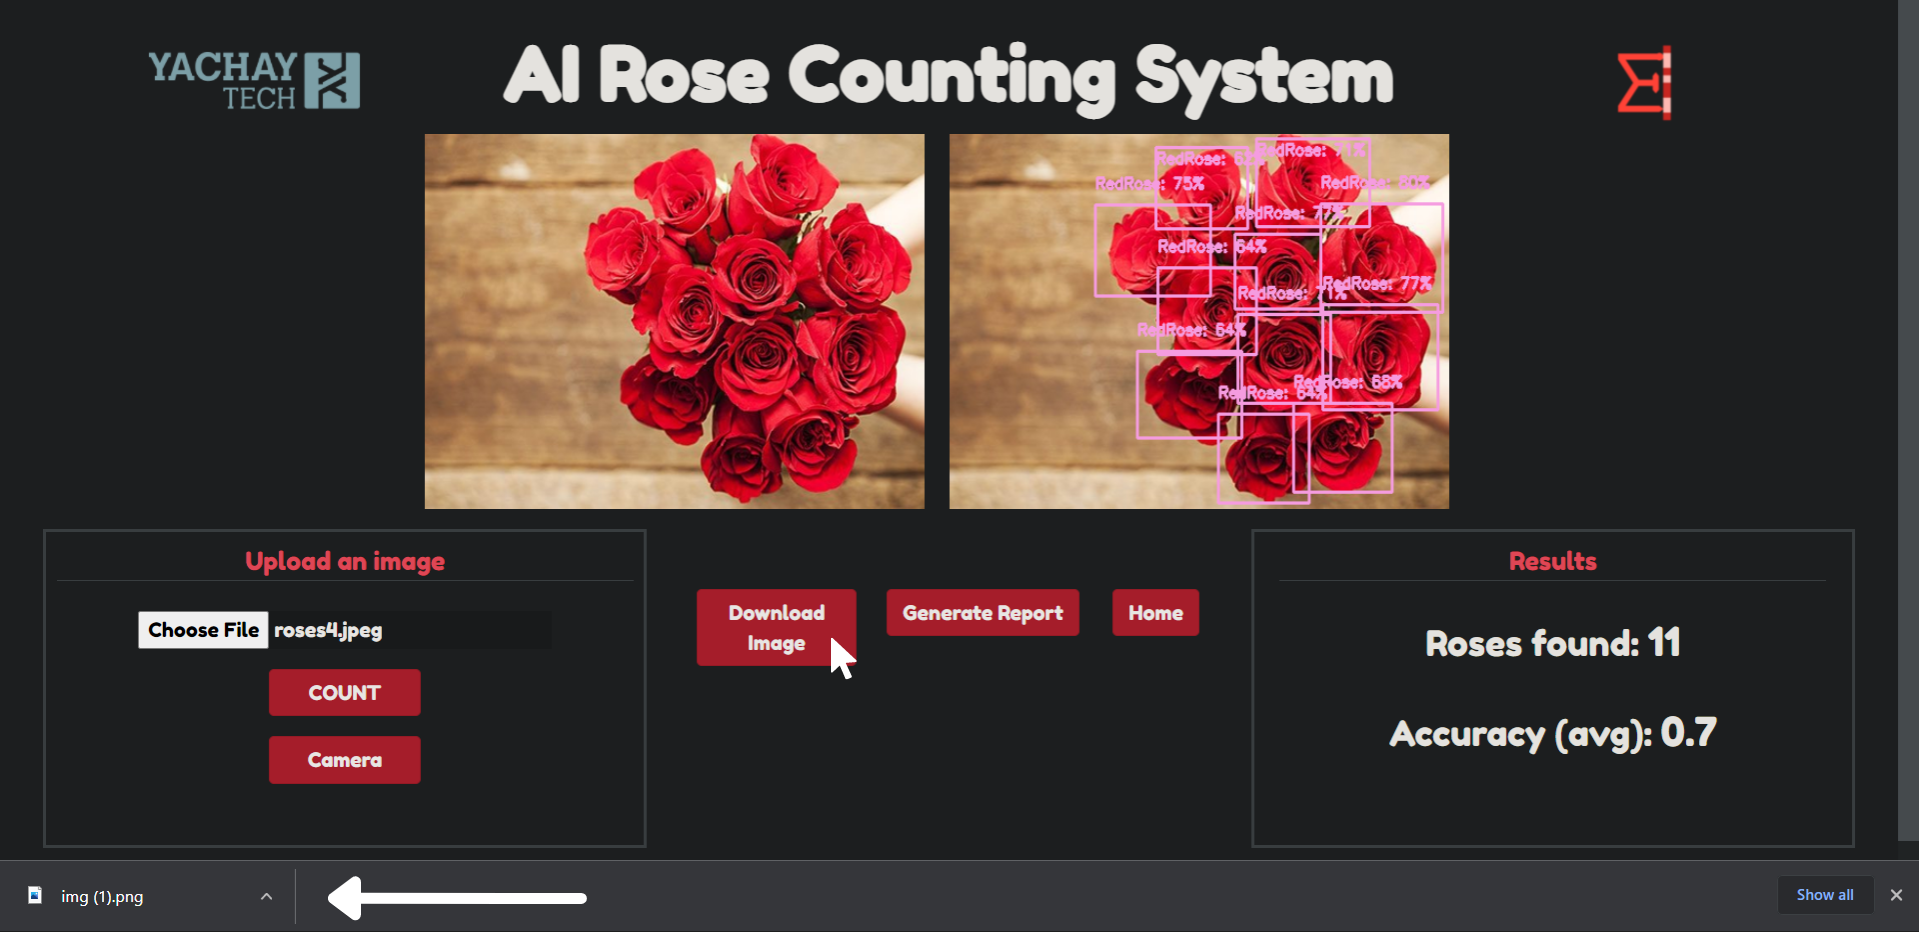 YACHAY
TECH
AI Rose Counting System
RedRose: 71%
RedRose: 62%
RedRose: 75%
RedRose: 80%
RedRose: 77%
RedRose: 64%
RedRose: 77%
RedRose: 71%
RedRose: 64%
RedRose: 68%
RedRose: 64%
Upload an image
Choose File roses4.jpeg
COUNT
Camera
Download
Image
Generate Report
Home
Results
Roses found: 11
Accuracy (avg): 0.7
img (1).png
Show all